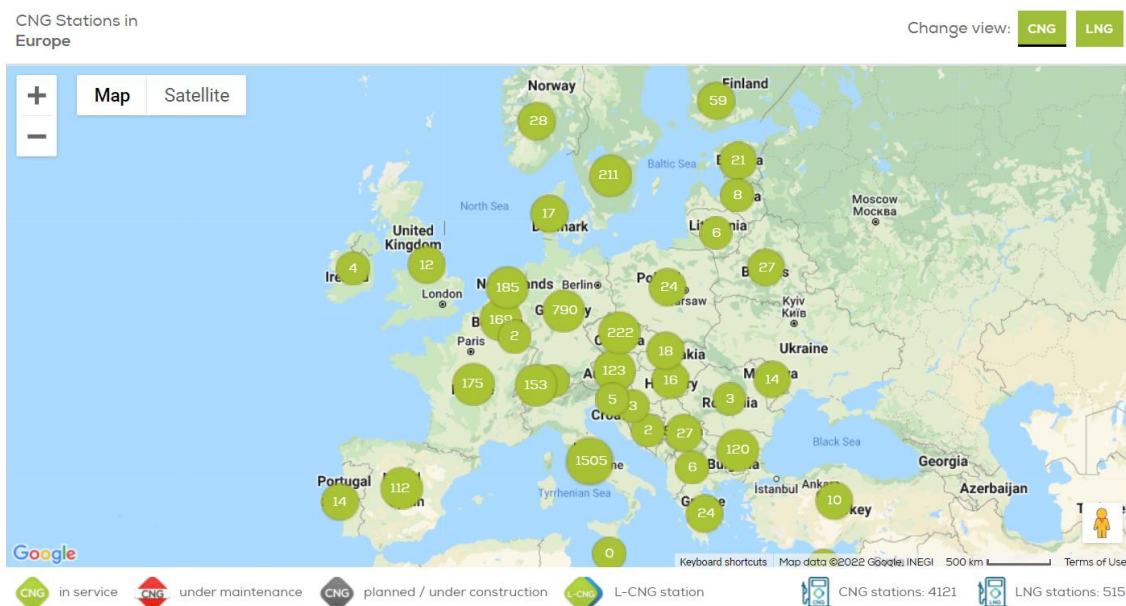 CNG Stations in
Europe
Change view: CNG LNG
+
−
Map Satellite
Norway
28
Finland
59
Baltic Sea
21
211
8
Moscow
Москва
North Sea
17
6
United
Kingdom
12
4
27
Netherlands Berlin
185
24
London
790
Kyiv
Київ
2
Paris
222
18
Ukraine
175
153
123
16
14
5
3
3
2
27
120
Black Sea
1505
6
Georgia
Portugal
14
112
Tyrrhenian Sea
Istanbul
Azerbaijan
10
24
0
Google
Keyboard shortcuts Map data ©2022 Google, INEGI 500 km Terms of Use
CNG in service
CNG under maintenance
CNG planned / under construction
L-CNG L-CNG station
CNG CNG stations: 4121
LNG LNG stations: 515